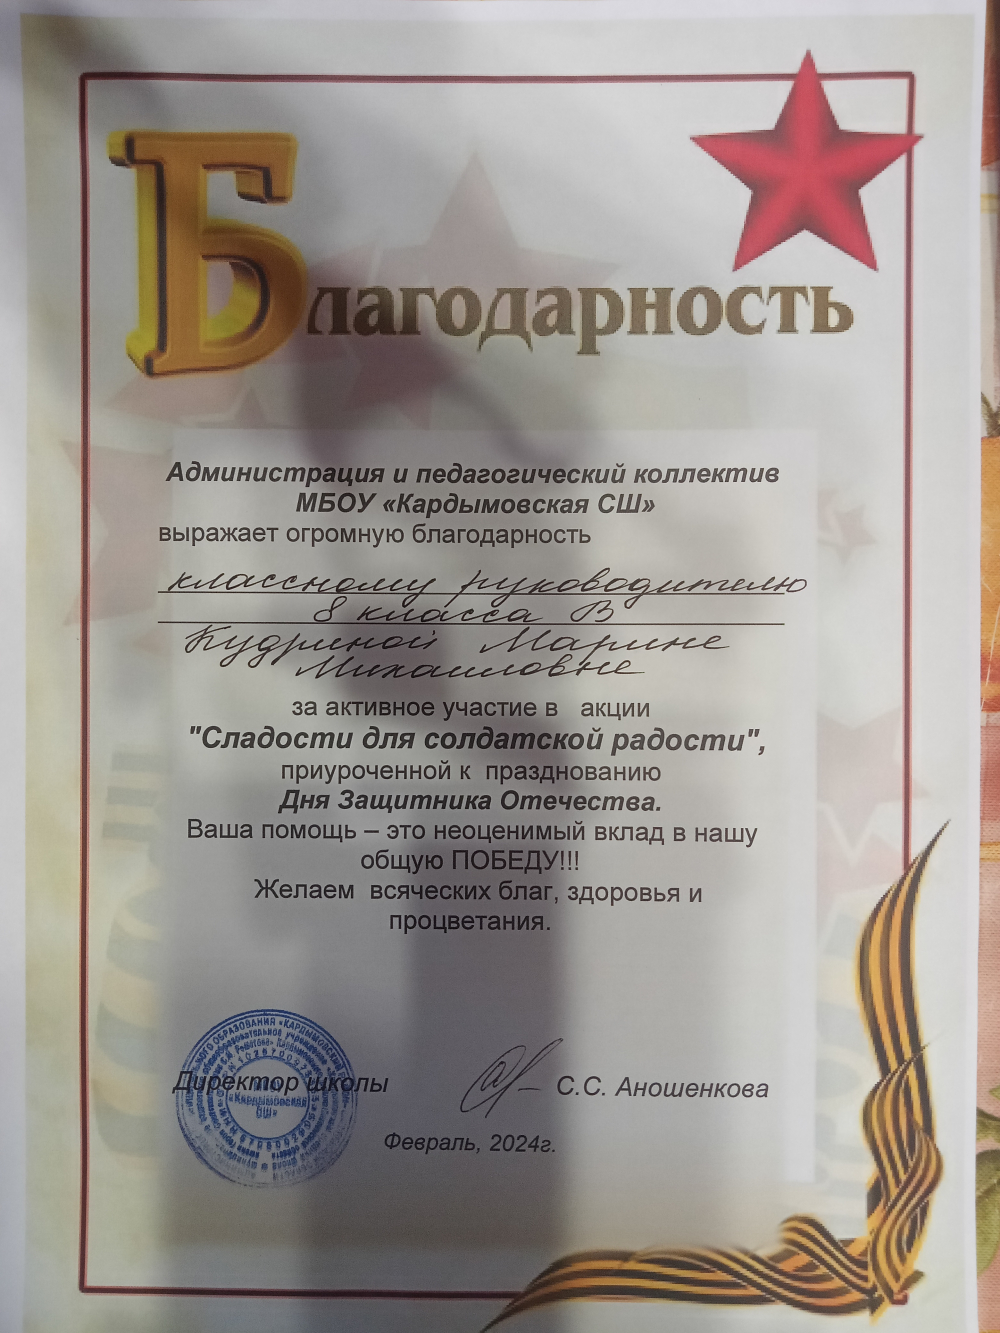 Благодарность
Администрация и педагогический коллектив
МБОУ «Кардымовская СШ»
выражает огромную благодарность
классному руководителю
8 класса В
Кудриной Марине
Михайловне
за активное участие в акции
"Сладости для солдатской радости",
приуроченной к празднованию
Дня Защитника Отечества.
Ваша помощь – это неоценимый вклад в нашу
общую ПОБЕДУ!!!
Желаем всяческих благ, здоровья и
процветания.
Директор школы С.С. Аношенкова
Февраль, 2024г.